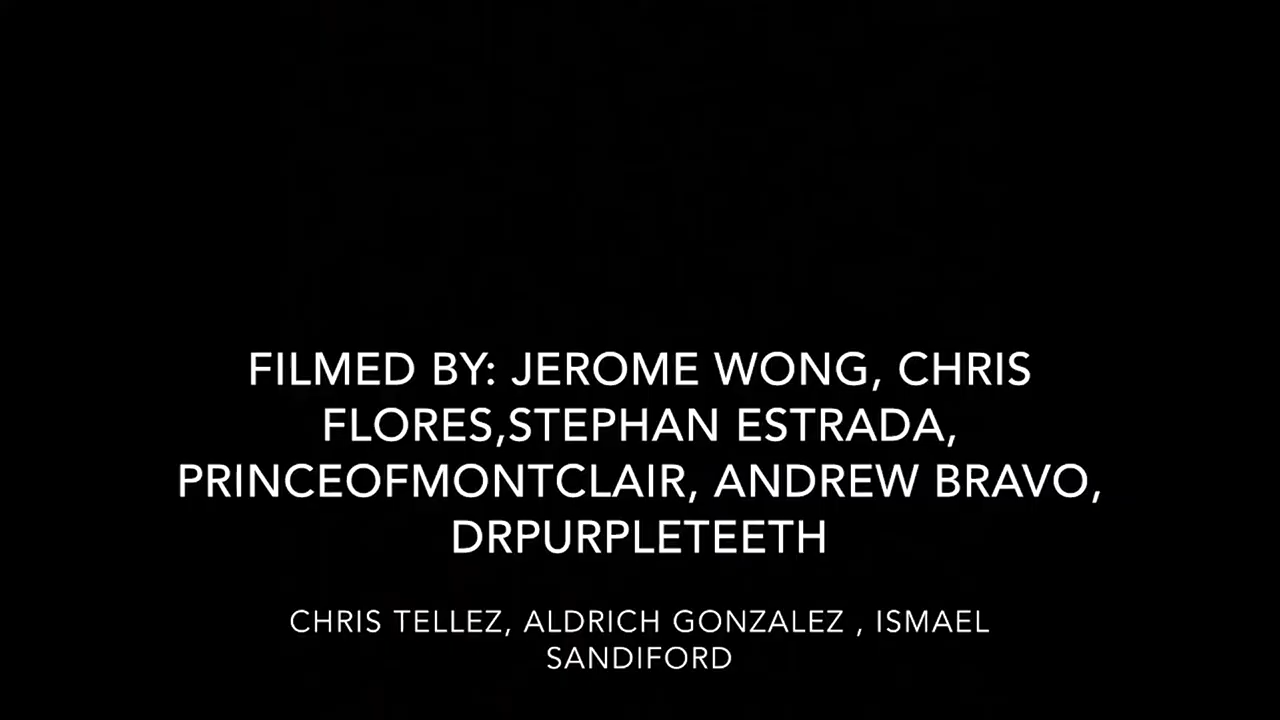 FILMED BY: JEROME WONG, CHRIS
FLORES,STEPHAN ESTRADA,
PRINCEOFMONTCLAIR, ANDREW BRAVO,
DRPURPLETEETH
CHRIS TELLEZ, ALDRICH GONZALEZ , ISMAEL
SANDIFORD